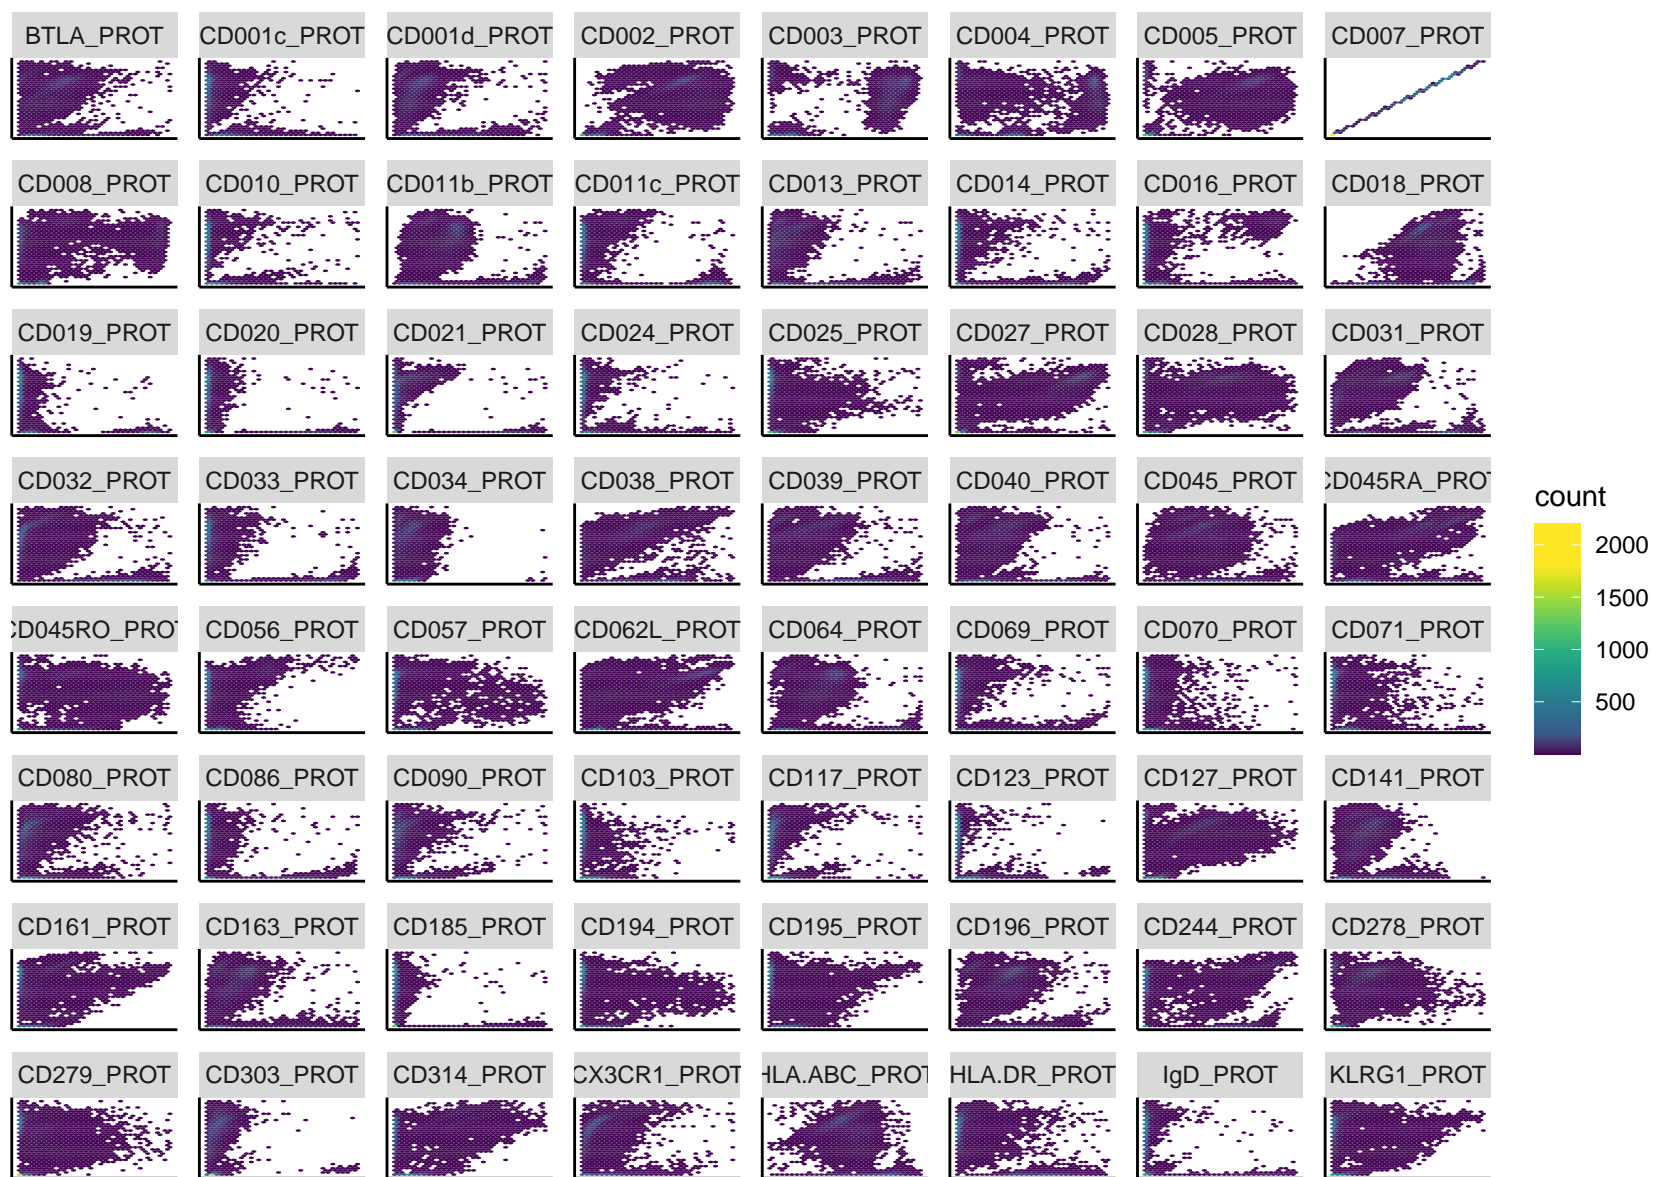 BTLA_PROT CD001c_PROT CD001d_PROT CD002_PROT CD003_PROT CD004_PROT CD005_PROT CD007_PROT
CD008_PROT CD010_PROT CD011b_PROT CD011c_PROT CD013_PROT CD014_PROT CD016_PROT CD018_PROT
CD019_PROT CD020_PROT CD021_PROT CD024_PROT CD025_PROT CD027_PROT CD028_PROT CD031_PROT
CD032_PROT CD033_PROT CD034_PROT CD038_PROT CD039_PROT CD040_PROT CD045_PROT CD045RA_PROT
count
2000
1500
1000
500
CD045RO_PROT CD056_PROT CD057_PROT CD062L_PROT CD064_PROT CD069_PROT CD070_PROT CD071_PROT
CD080_PROT CD086_PROT CD090_PROT CD103_PROT CD117_PROT CD123_PROT CD127_PROT CD141_PROT
CD161_PROT CD163_PROT CD185_PROT CD194_PROT CD195_PROT CD196_PROT CD244_PROT CD278_PROT
CD279_PROT CD303_PROT CD314_PROT CX3CR1_PROT HLA.ABC_PROT HLA.DR_PROT IgD_PROT KLRG1_PROT